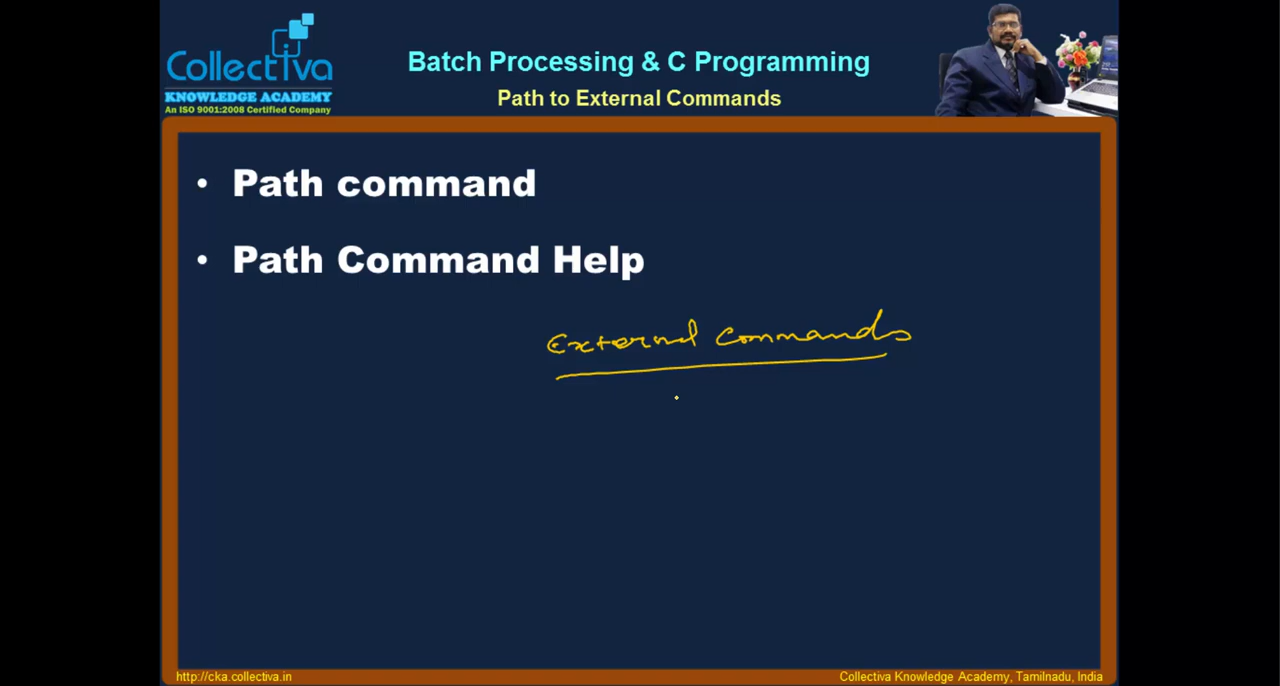 Collectiva
KNOWLEDGE ACADEMY
An ISO 9001:2008 Certified Company
Batch Processing & C Programming
Path to External Commands
• Path command
• Path Command Help
External Commands
http://cka.collectiva.in
Collectiva Knowledge Academy, Tamilnadu, India